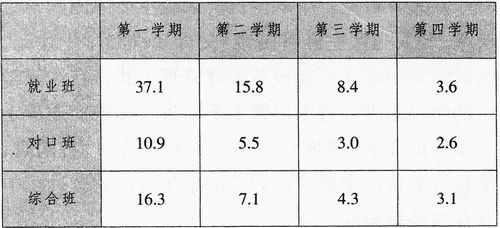 第一学期 第二学期 第三学期 第四学期
就业班 37.1 15.8 8.4 3.6
对口班 10.9 5.5 3.0 2.6
综合班 16.3 7.1 4.3 3.1